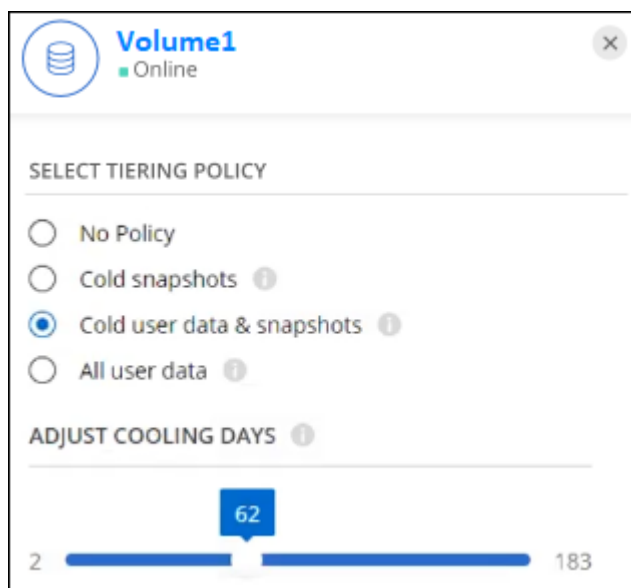 Volume1
Online
SELECT TIERING POLICY
No Policy
Cold snapshots i
Cold user data & snapshots i
All user data i
ADJUST COOLING DAYS i
62
2 183